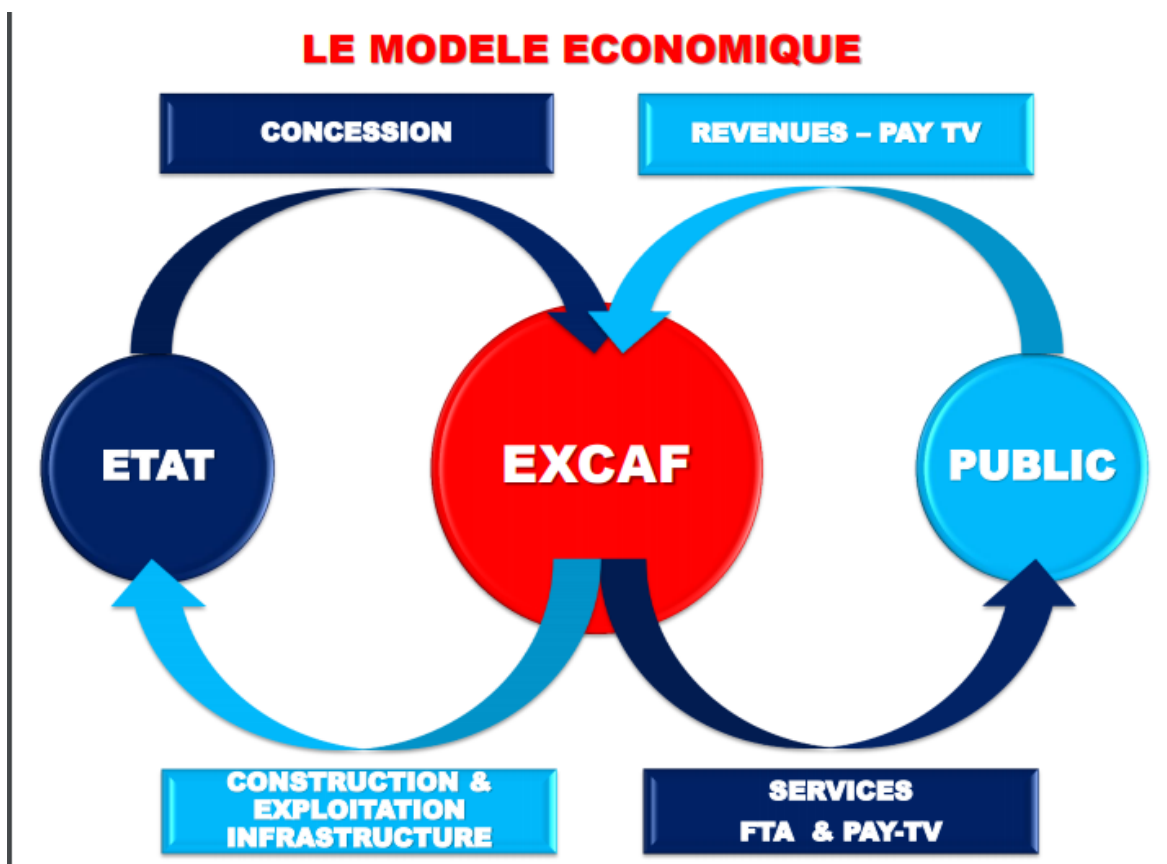 LE MODELE ECONOMIQUE
CONCESSION
REVENUES – PAY TV
ETAT
EXCAF
PUBLIC
CONSTRUCTION &
EXPLOITATION
INFRASTRUCTURE
SERVICES
FTA & PAY-TV